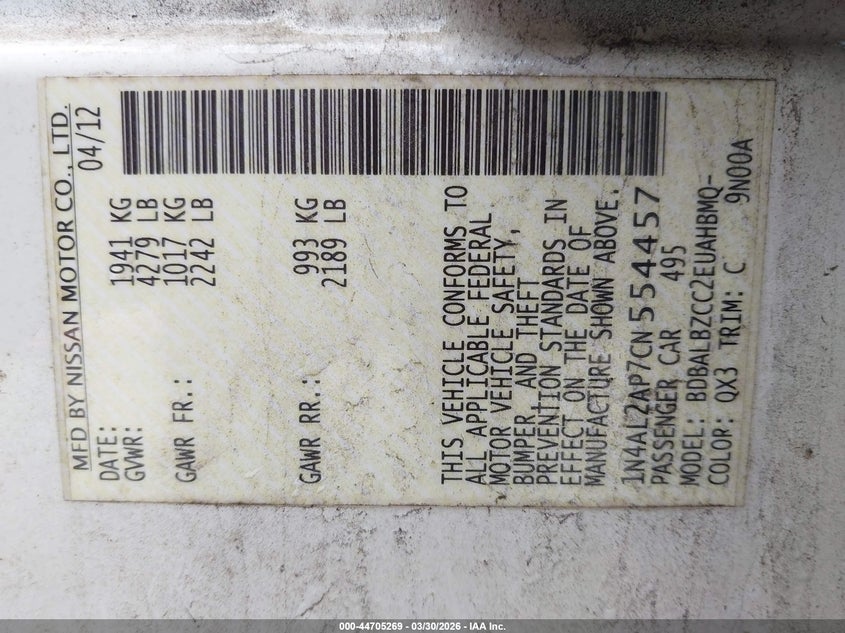 MFD BY NISSAN MOTOR CO., LTD.
DATE: 04/12
GVWR: 1941 KG
4279 LB
GAWR FR.: 1017 KG
2242 LB
GAWR RR.: 993 KG
2189 LB
THIS VEHICLE CONFORMS TO
ALL APPLICABLE FEDERAL
MOTOR VEHICLE SAFETY,
BUMPER, AND THEFT
PREVENTION STANDARDS IN
EFFECT ON THE DATE OF
MANUFACTURE SHOWN ABOVE.
1N4AL2AP7CN554457
PASSENGER CAR 495
MODEL: BDBALBZCC2EUAHBMQ-
COLOR: QX3 TRIM: C 9N00A
000-44705269 - 03/30/2026 - IAA Inc.